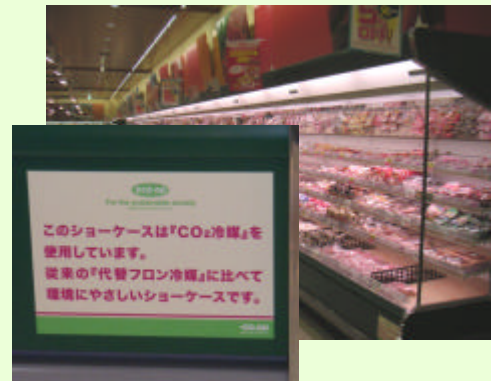 このショーケースは『CO₂冷媒』を
使用しています。
従来の『代替フロン冷媒』に比べて
環境にやさしいショーケースです。